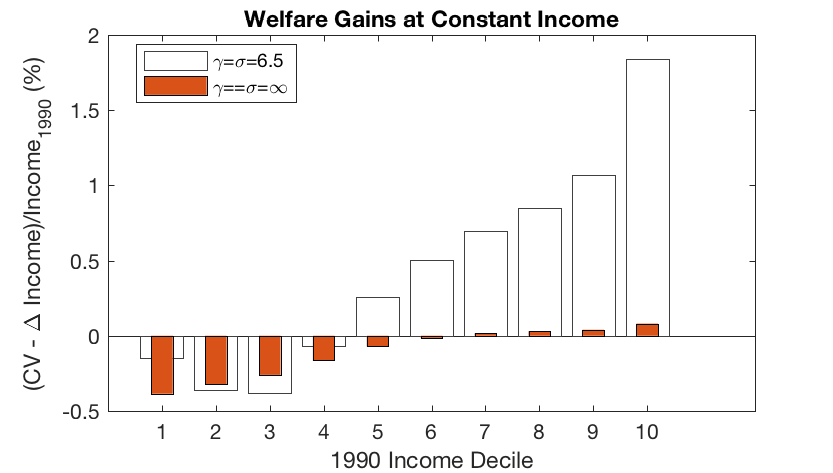 Welfare Gains at Constant Income
γ=σ=6.5
γ==σ=∞
(CV - Δ Income)/Income1990 (%)
2
1.5
1
0.5
0
-0.5
1 2 3 4 5 6 7 8 9 10
1990 Income Decile